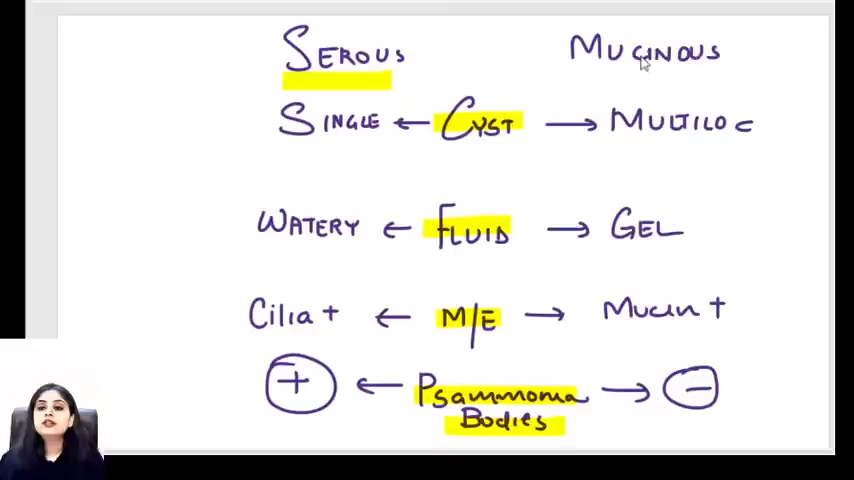 SEROUS MUCINOUS
SINGLE ← CYST → MULTILOC
WATERY ← FLUID → GEL
Cilia + ← M/E → Mucin +
+ ← Psammoma → -
Bodies